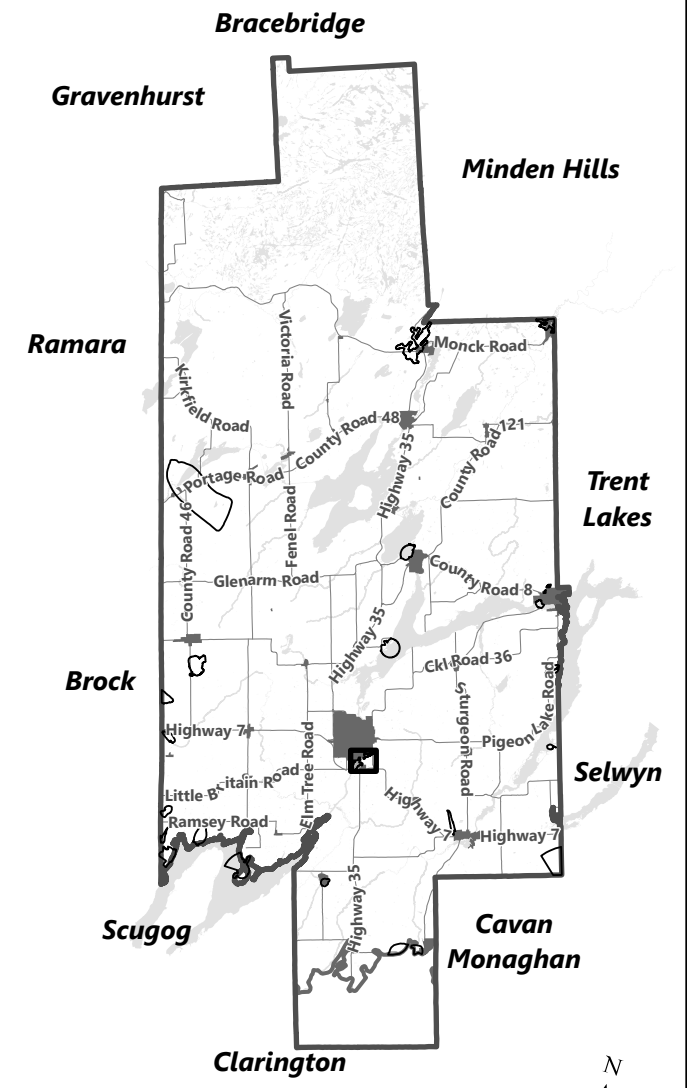 Bracebridge
Gravenhurst
Minden Hills
Ramara
Victoria Road
Monck Road
Kirkfield Road
County Road 48
121
Highway 35
County Road
Portage Road
Trent
Lakes
County Road 46
Fenel Road
Glenarm Road
County Road 8
Highway 35
Ckl Road 36
Brock
Sturgeon Road
Pigeon Lake Road
Highway 7
Elm Tree Road
Selwyn
Little Britain Road
Highway 7
Ramsey Road
Highway 7
Highway 35
Scugog
Cavan
Monaghan
Clarington
N